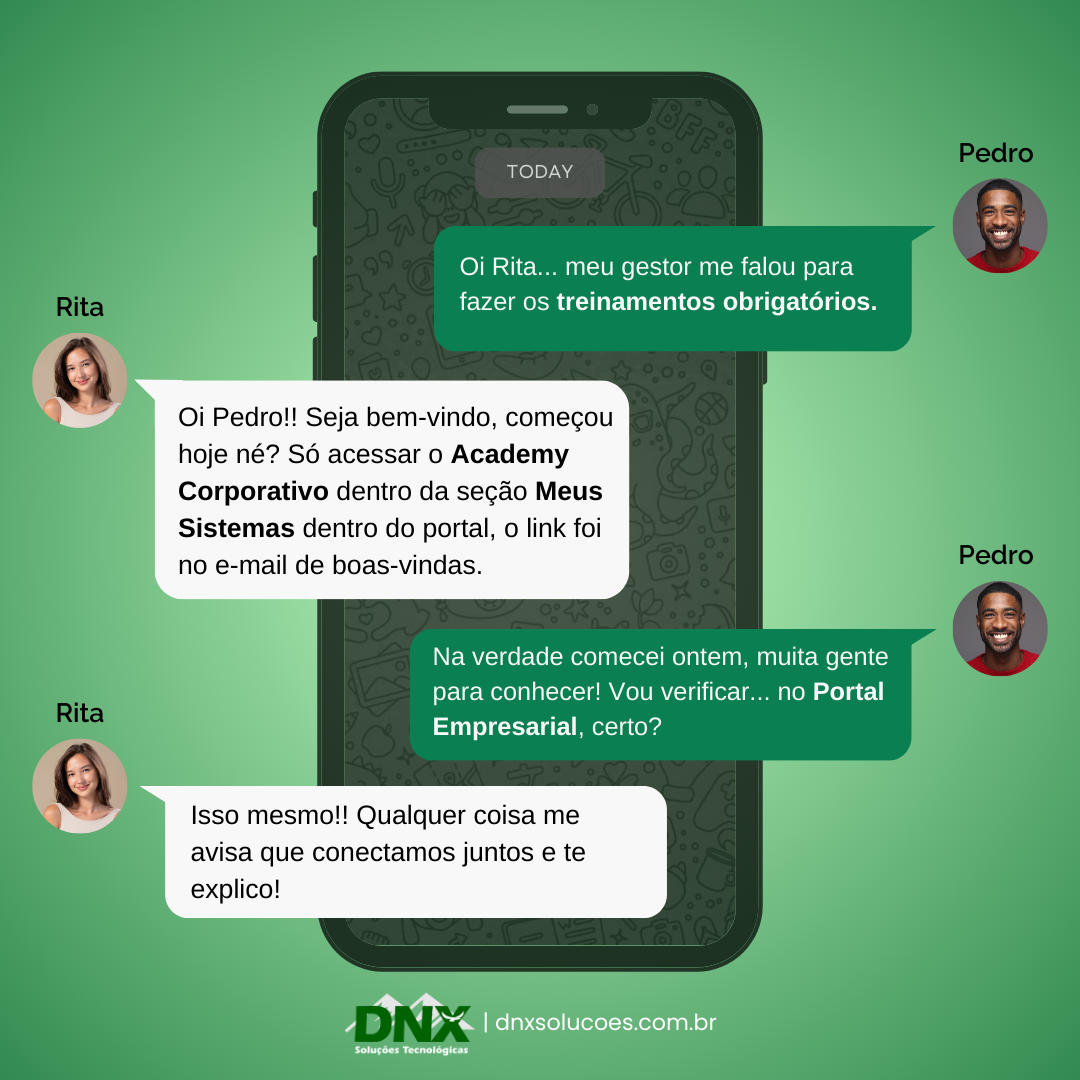 TODAY
Pedro
Oi Rita... meu gestor me falou para
fazer os treinamentos obrigatórios.
Rita
Oi Pedro!! Seja bem-vindo, começou
hoje né? Só acessar o Academy
Corporativo dentro da seção Meus
Sistemas dentro do portal, o link foi
no e-mail de boas-vindas.
Pedro
Na verdade comecei ontem, muita gente
para conhecer! Vou verificar... no Portal
Empresarial, certo?
Rita
Isso mesmo!! Qualquer coisa me
avisa que conectamos juntos e te
explico!
DNX
Soluções Tecnológicas
| dnxsolucoes.com.br
BFF